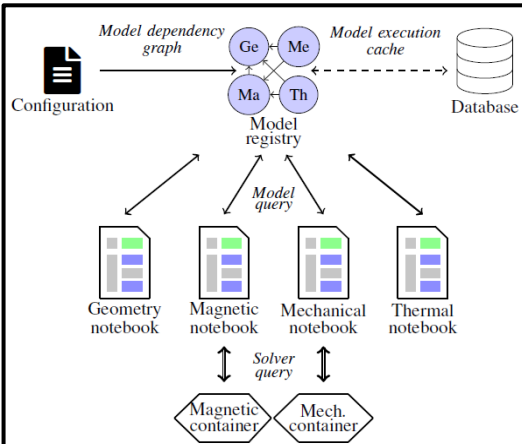 Model dependency
graph
Model execution
cache
Ge
Me
Ma
Th
Configuration
Database
Model
registry
Model
query
Geometry
notebook
Magnetic
notebook
Mechanical
notebook
Thermal
notebook
Solver
query
Magnetic
container
Mech.
container